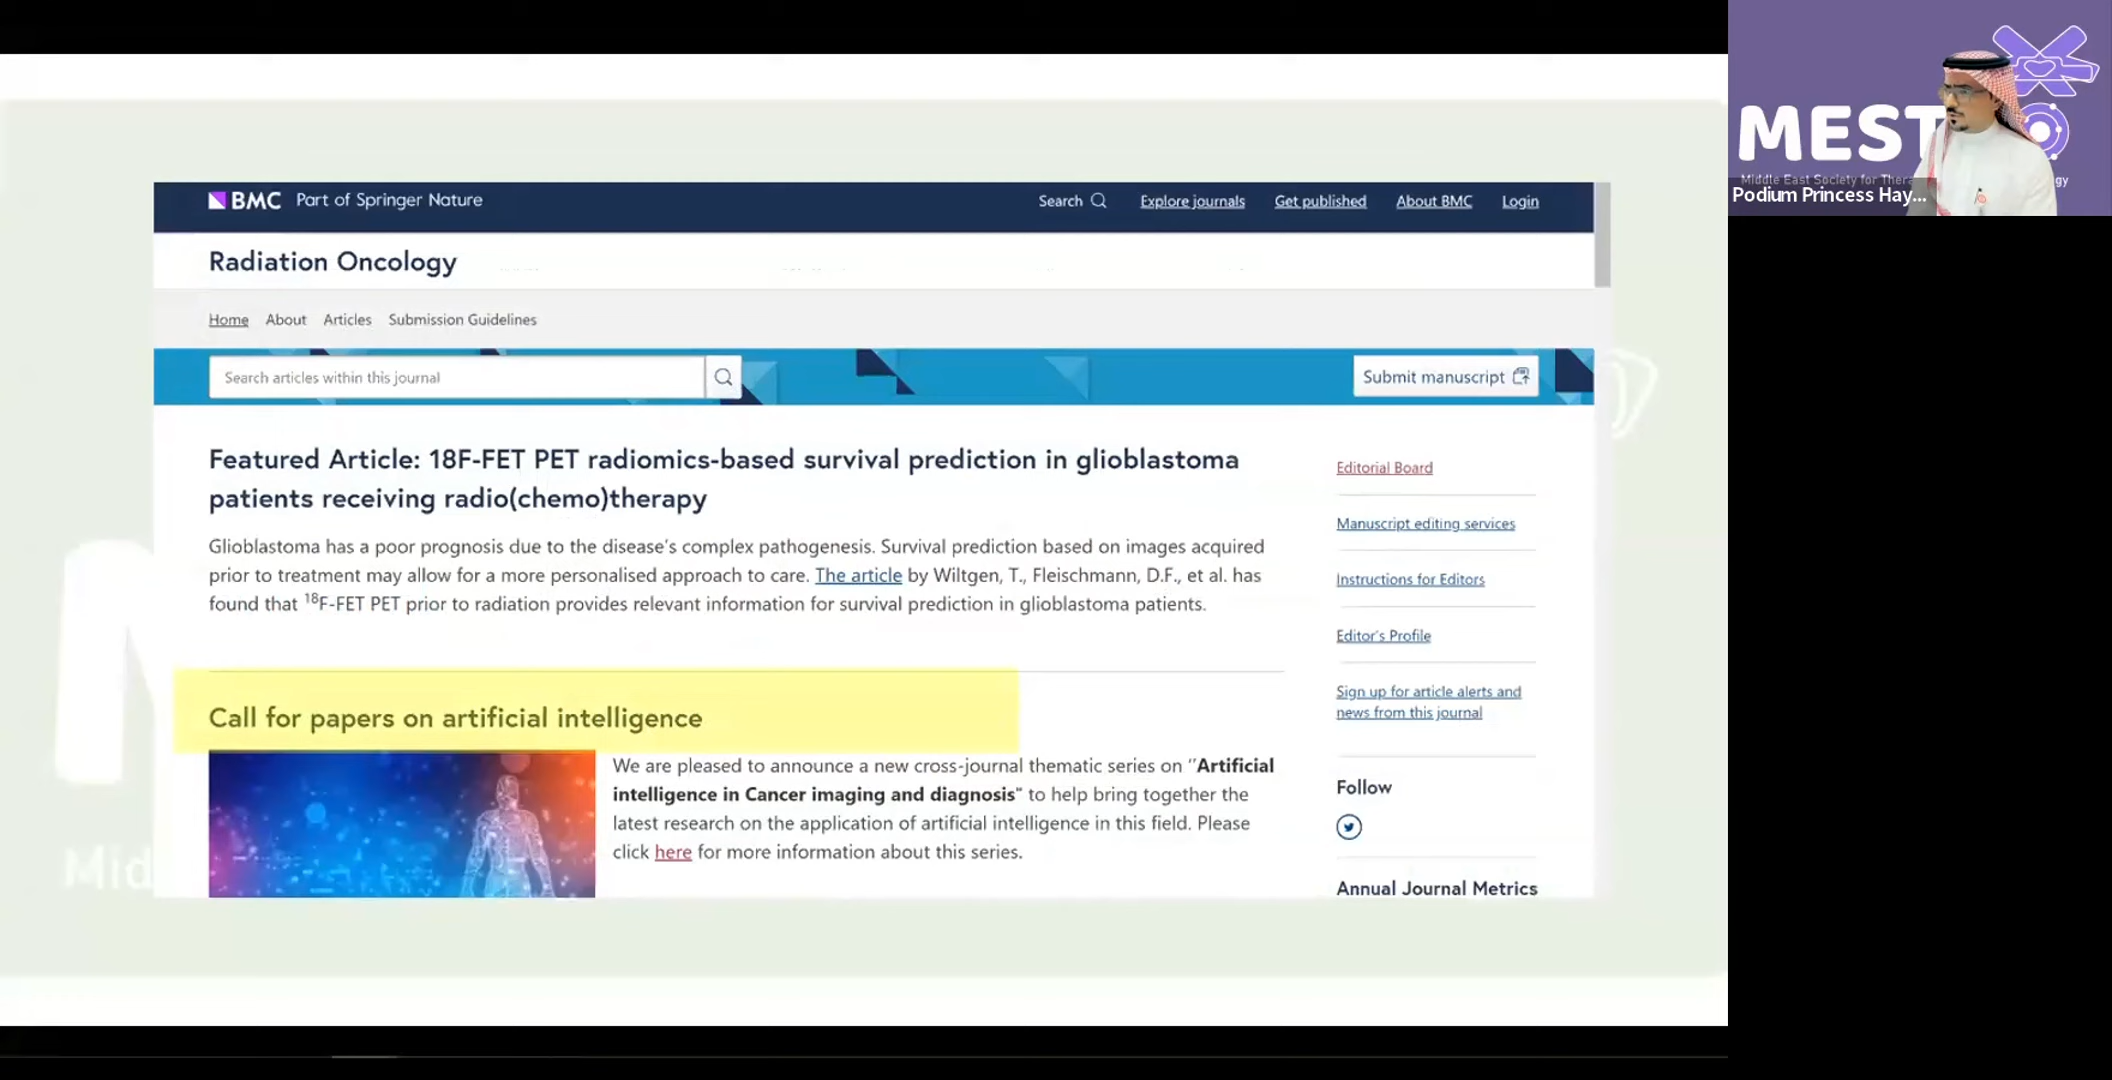 BMC Part of Springer Nature
Search Explore journals Get published About BMC Login
Radiation Oncology
Home About Articles Submission Guidelines
Search articles within this journal
Submit manuscript
Featured Article: 18F-FET PET radiomics-based survival prediction in glioblastoma
patients receiving radio(chemo)therapy
Glioblastoma has a poor prognosis due to the disease's complex pathogenesis. Survival prediction based on images acquired
prior to treatment may allow for a more personalised approach to care. The article by Wiltgen, T., Fleischmann, D.F., et al. has
found that 18F-FET PET prior to radiation provides relevant information for survival prediction in glioblastoma patients.
Call for papers on artificial intelligence
We are pleased to announce a new cross-journal thematic series on ''Artificial
intelligence in Cancer imaging and diagnosis" to help bring together the
latest research on the application of artificial intelligence in this field. Please
click here for more information about this series.
Editorial Board
Manuscript editing services
Instructions for Editors
Editor's Profile
Sign up for article alerts and
news from this journal
Follow
Annual Journal Metrics
Mid
MEST
Middle East Society for
Podium Princess Hay...